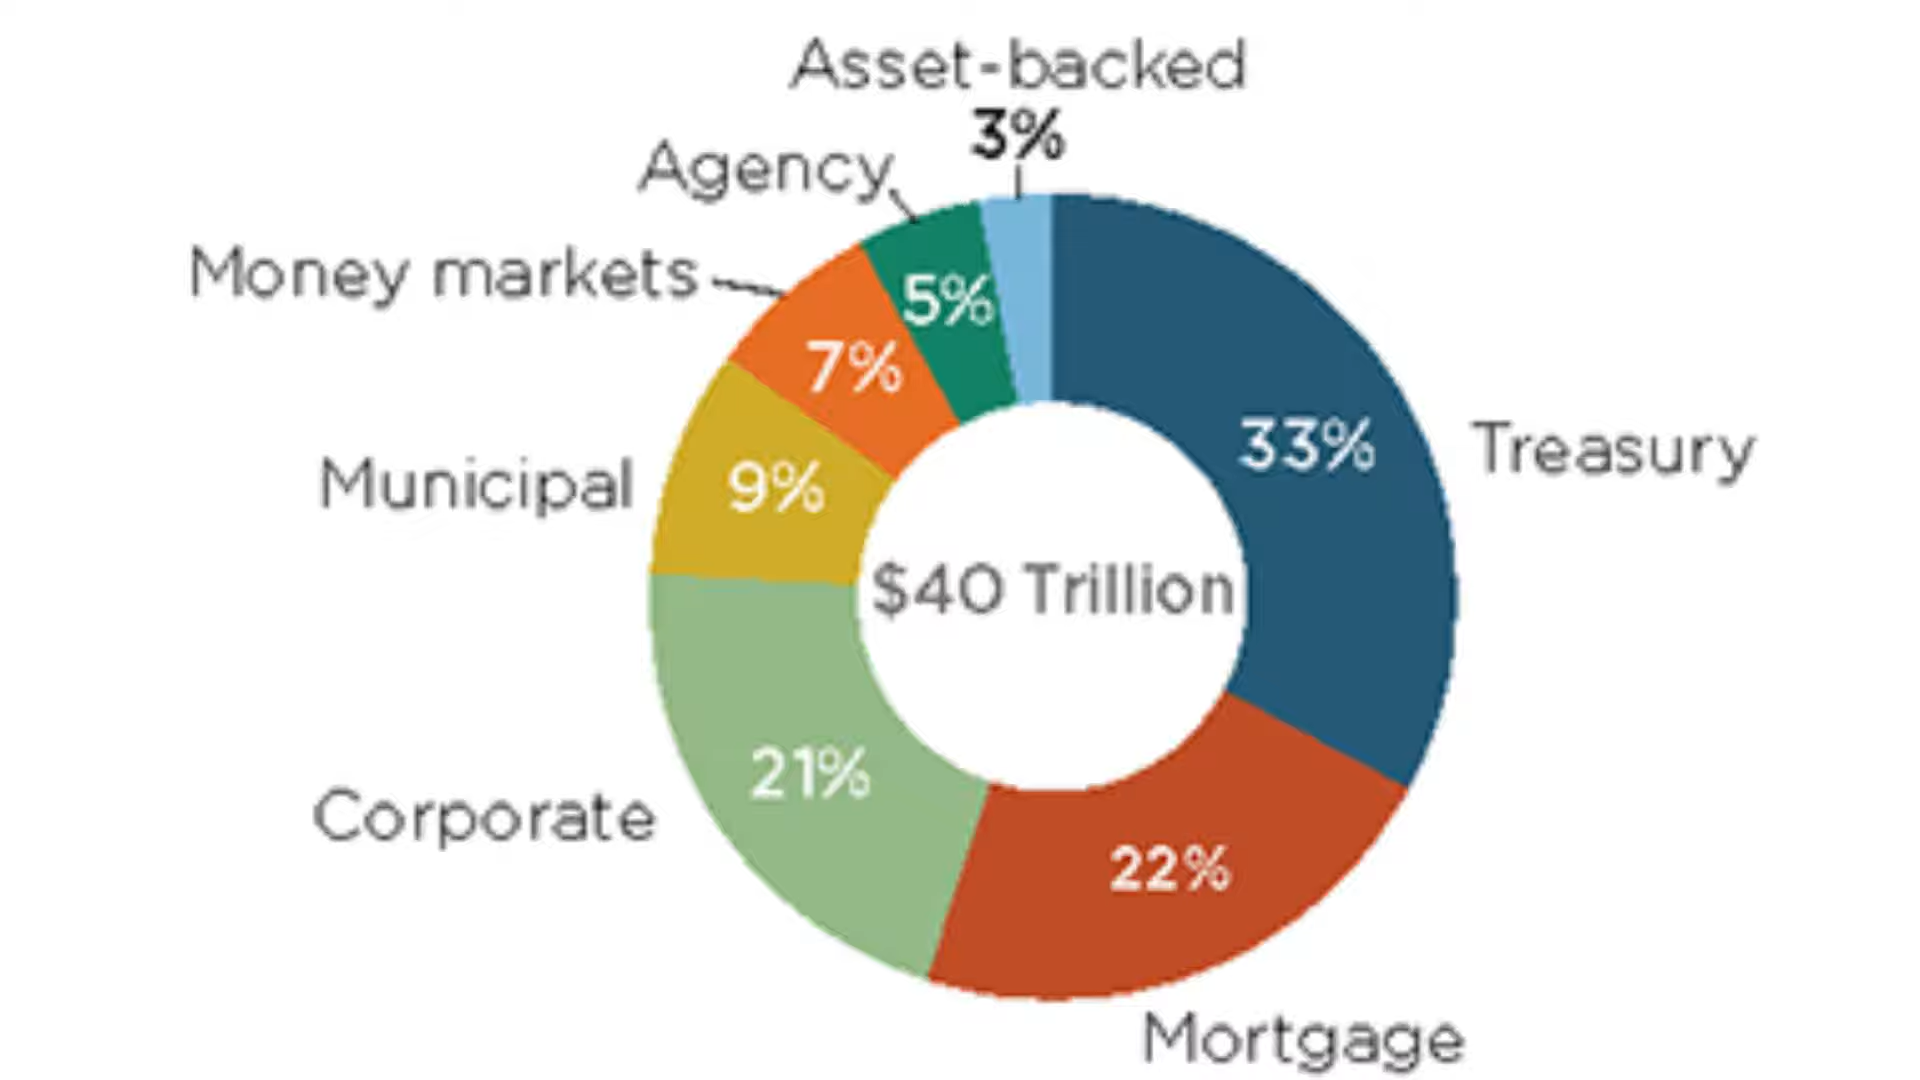 Asset-backed
3%
Agency
5%
Money markets
7%
33%
Treasury
Municipal
9%
$40 Trillion
Corporate
21%
22%
Mortgage